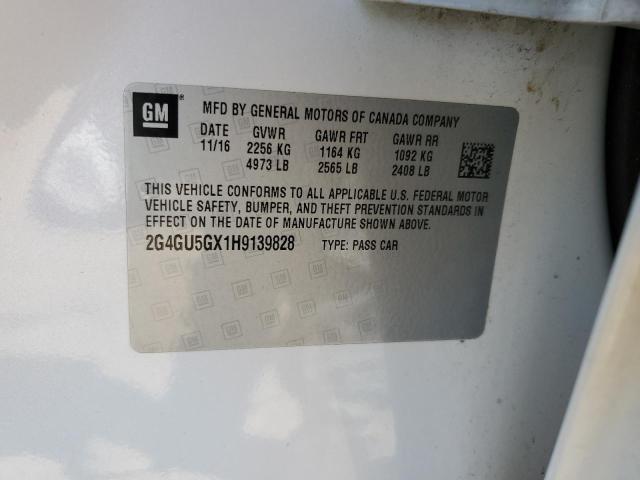 GM ® MFD BY GENERAL MOTORS OF CANADA COMPANY
DATE GVWR GAWR FRT GAWR RR
11/16 2256 KG 1164 KG 1092 KG
4973 LB 2565 LB 2408 LB
THIS VEHICLE CONFORMS TO ALL APPLICABLE U.S. FEDERAL MOTOR
VEHICLE SAFETY, BUMPER, AND THEFT PREVENTION STANDARDS IN
EFFECT ON THE DATE OF MANUFACTURE SHOWN ABOVE.
2G4GU5GX1H9139828 TYPE: PASS CAR